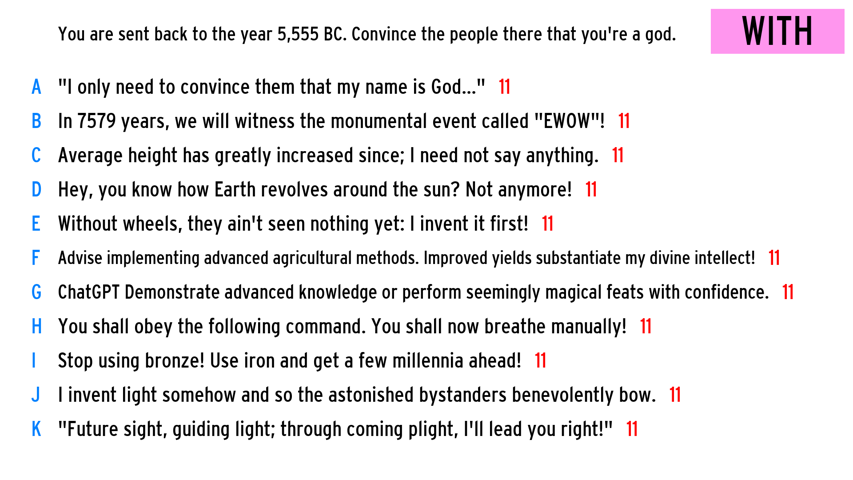 You are sent back to the year 5,555 BC. Convince the people there that you're a god.
WITH
A "I only need to convince them that my name is God..." 11
B In 7579 years, we will witness the monumental event called "EWOW"! 11
C Average height has greatly increased since; I need not say anything. 11
D Hey, you know how Earth revolves around the sun? Not anymore! 11
E Without wheels, they ain't seen nothing yet: I invent it first! 11
F Advise implementing advanced agricultural methods. Improved yields substantiate my divine intellect! 11
G ChatGPT Demonstrate advanced knowledge or perform seemingly magical feats with confidence. 11
H You shall obey the following command. You shall now breathe manually! 11
I Stop using bronze! Use iron and get a few millennia ahead! 11
J I invent light somehow and so the astonished bystanders benevolently bow. 11
K "Future sight, guiding light; through coming plight, I'll lead you right!" 11